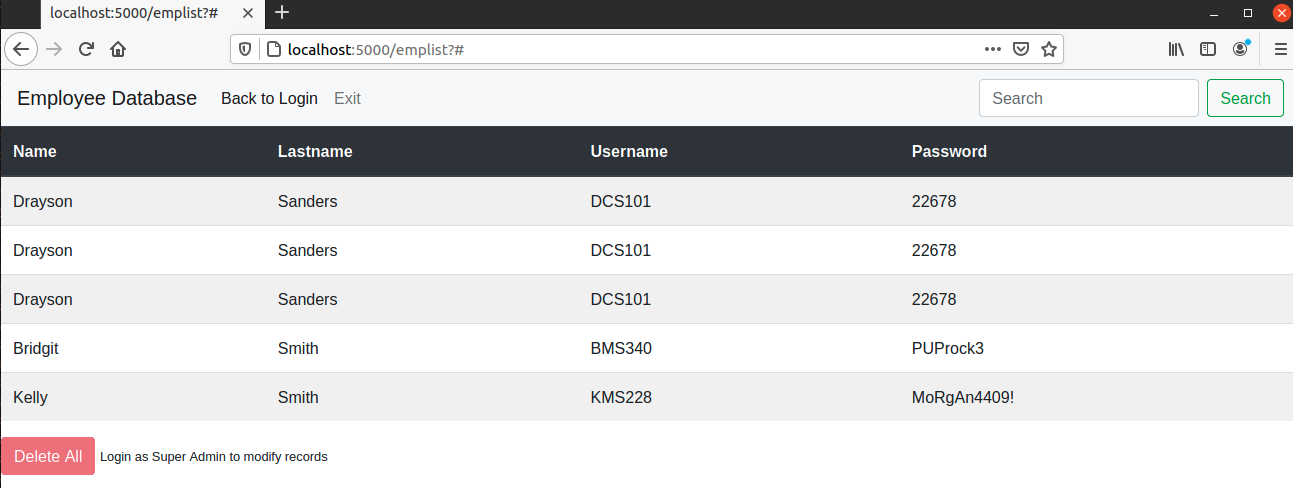 localhost:5000/emplist?#
localhost:5000/emplist?#
Employee Database Back to Login Exit Search Search
Name Lastname Username Password
Drayson Sanders DCS101 22678
Drayson Sanders DCS101 22678
Drayson Sanders DCS101 22678
Bridgit Smith BMS340 PUProck3
Kelly Smith KMS228 MoRgAn4409!
Delete All Login as Super Admin to modify records